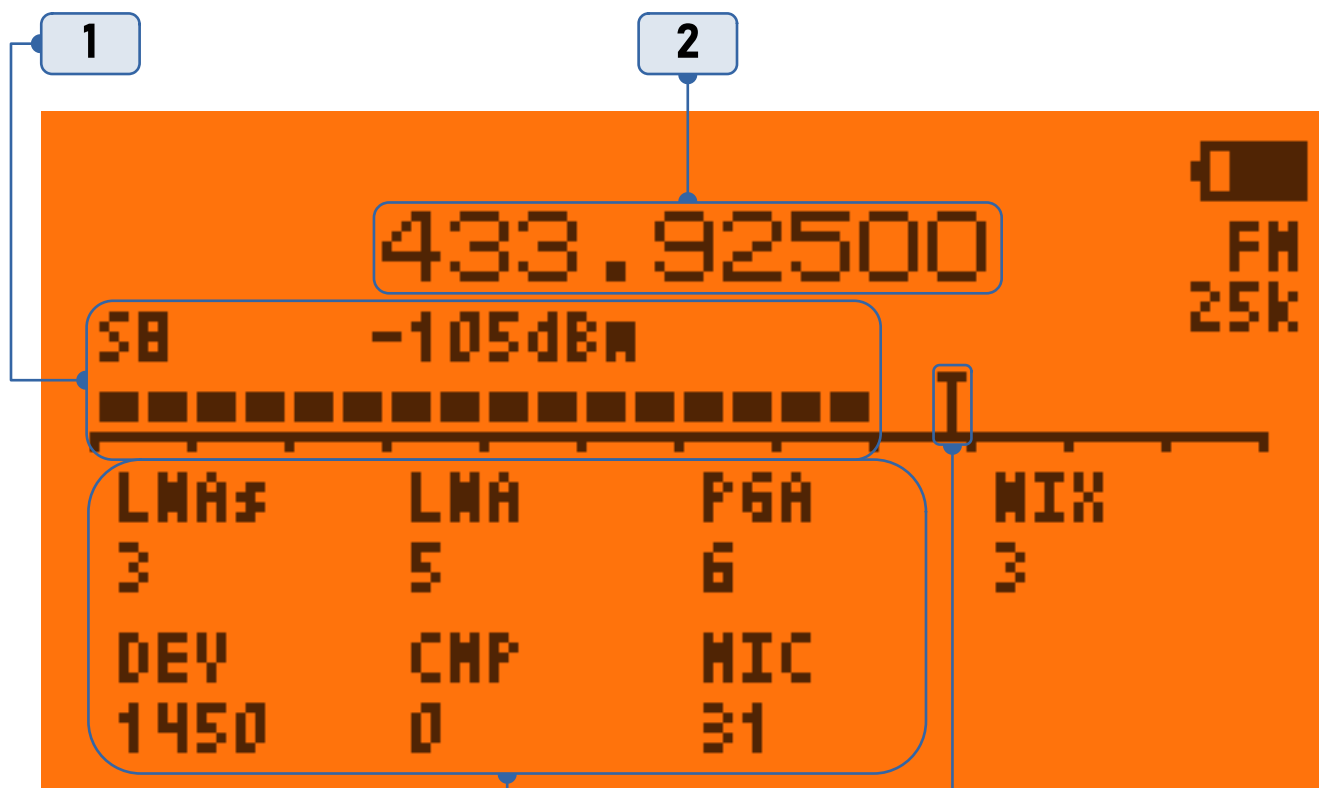 1
2
433.92500
FM
25k
S8 -105dBm
LNAs LNA PGA MIX
3 5 6 3
DEV CMP MIC
1450 0 31